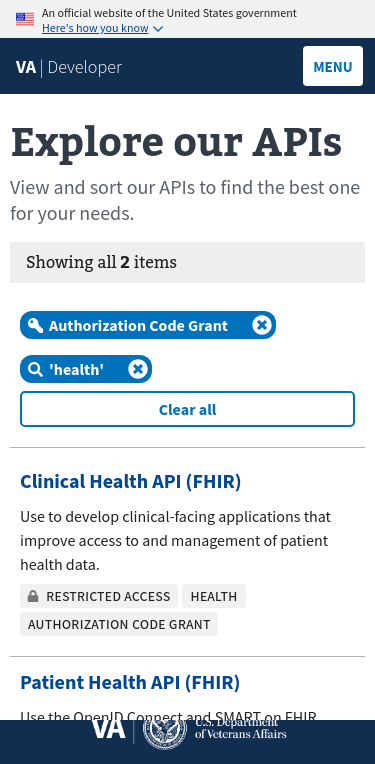 An official website of the United States government
Here's how you know
VA | Developer
MENU
Explore our APIs
View and sort our APIs to find the best one
for your needs.
Showing all 2 items
Authorization Code Grant
'health'
Clear all
Clinical Health API (FHIR)
Use to develop clinical-facing applications that
improve access to and management of patient
health data.
RESTRICTED ACCESS
HEALTH
AUTHORIZATION CODE GRANT
Patient Health API (FHIR)
Use the OpenID Connect and SMART on FHIR
VA
U.S. Department
of Veterans Affairs